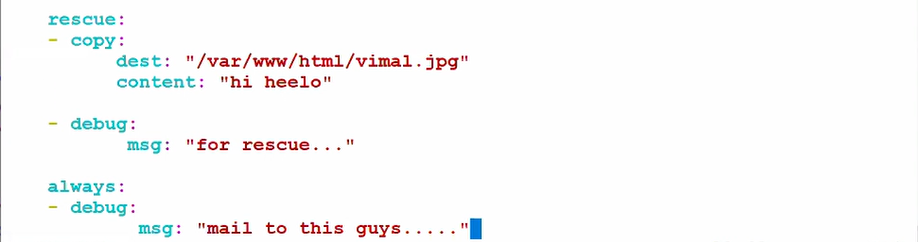 rescue:
- copy:
dest: "/var/www/html/vimal.jpg"
content: "hi heelo"
- debug:
msg: "for rescue..."
always:
- debug:
msg: "mail to this guys....."